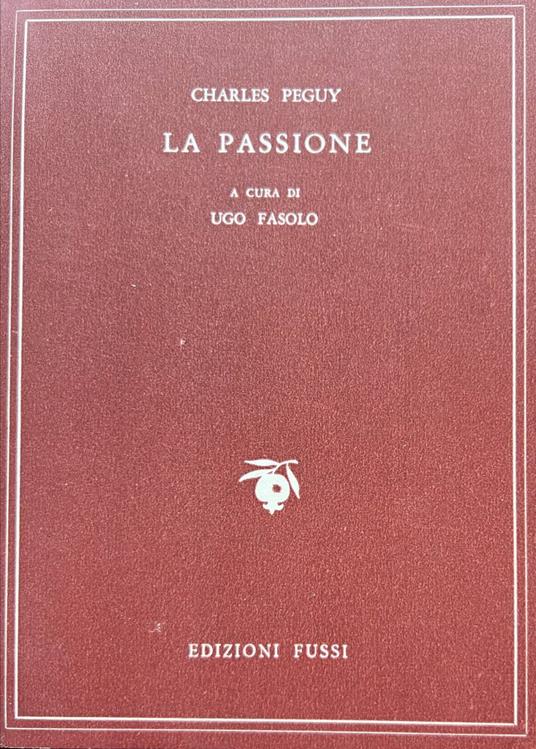 CHARLES PEGUY
LA PASSIONE
A CURA DI
UGO FASOLO
EDIZIONI FUSSI